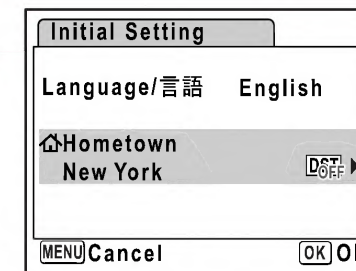 Initial Setting
Language/言語 English
Hometown
New York DST OFF
MENU Cancel OK